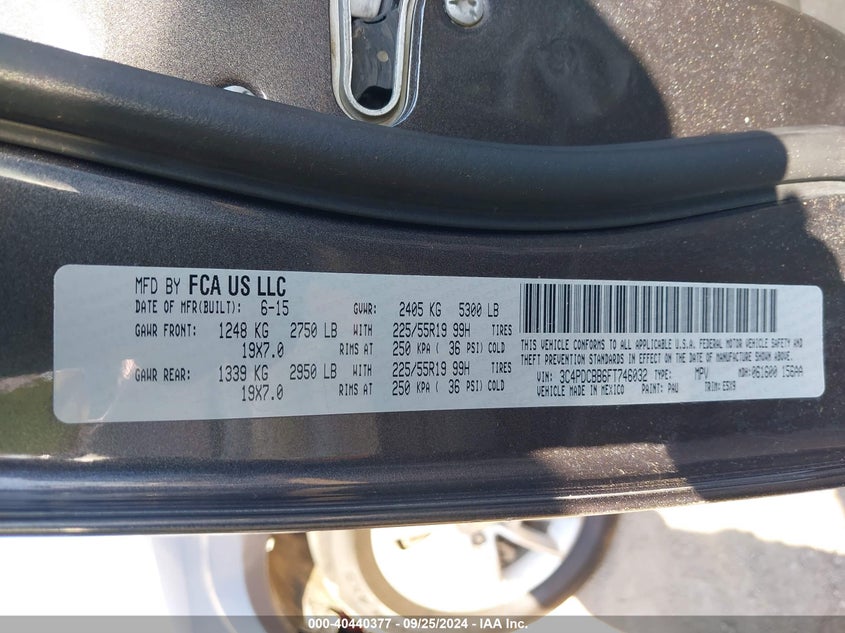 MFD BY FCA US LLC
DATE OF MFR(BUILT): 6-15 GVWR: 2405 KG 5300 LB
GAWR FRONT: 1248 KG 2750 LB WITH 225/55R19 99H TIRES
19X7.0 RIMS AT 250 KPA ( 36 PSI) COLD
GAWR REAR: 1339 KG 2950 LB WITH 225/55R19 99H TIRES
19X7.0 RIMS AT 250 KPA ( 36 PSI) COLD
THIS VEHICLE CONFORMS TO ALL APPLICABLE U.S.A. FEDERAL MOTOR VEHICLE SAFETY AND
THEFT PREVENTION STANDARDS IN EFFECT ON THE DATE OF MANUFACTURE SHOWN ABOVE.
VIN: 3C4PDCBB6FT746032 TYPE: MPV MDH:061600 156AA
VEHICLE MADE IN MEXICO PAINT: PAU TRIM: E5X9
000-40440377 - 09/25/2024 - IAA Inc.